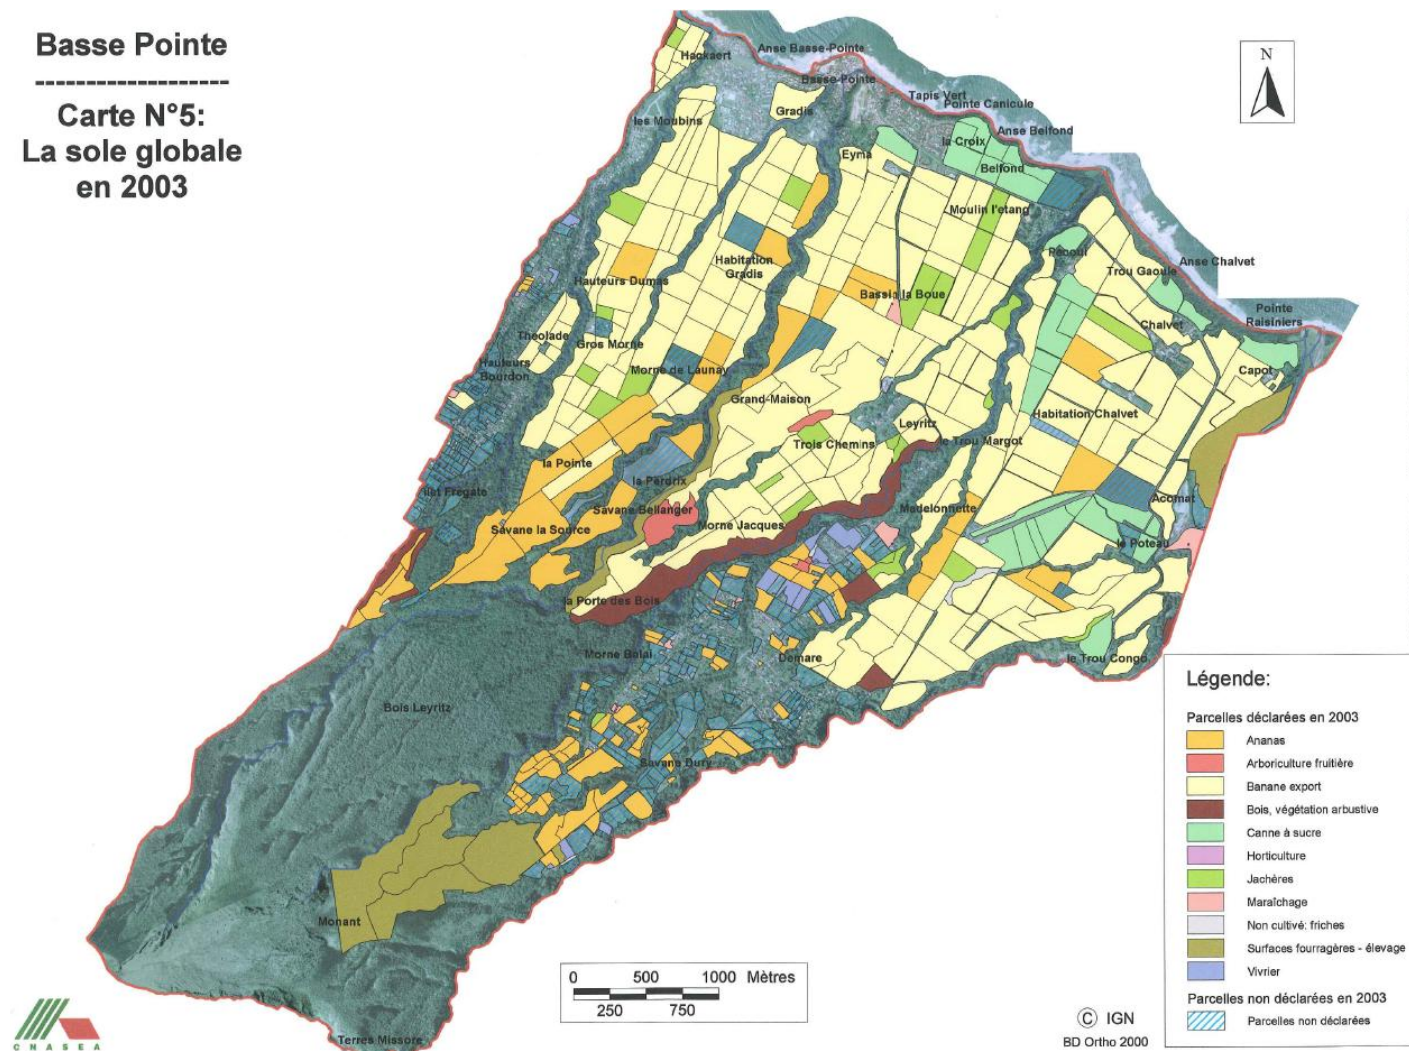 Basse Pointe
------------------
Carte N°5:
La sole globale
en 2003
N
Hackaert
Anse Basse-Pointe
Basse-Pointe
Tapis Vert
Pointe Canicule
Gradis
les Moubins
la Croix
Anse Belfond
Eyma
Belfond
Moulin l'etang
Pécoul
Trou Gaoule
Anse Chalvet
Habitation
Gradis
Hauteurs Dumas
Bassin la Boue
Pointe
Raisiniers
Chalvet
Théolade
Gros Morne
Hauteurs
Bourdon
Morne de Launay
Capot
Grand-Maison
Habitation Chalvet
Leyritz
Trois Chemins
le Trou Margot
la Pointe
la Perdrix
Ilet Frégate
Acomat
Savane Bellanger
Madelonnette
Savane la Source
Morne Jacques
le Poteau
la Porte des Bois
Morne Balai
Démare
le Trou Congo
Bois Leyritz
Savane Dury
Monant
Terres Missore
Légende:
Parcelles déclarées en 2003
Ananas
Arboriculture fruitière
Banane export
Bois, végétation arbustive
Canne à sucre
Horticulture
Jachères
Maraîchage
Non cultivé: friches
Surfaces fourragères - élevage
Vivrier
Parcelles non déclarées en 2003
Parcelles non déclarées
0 500 1000 Mètres
250 750
© IGN
BD Ortho 2000
CNASEA